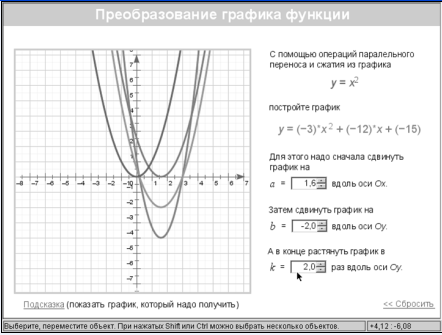 Преобразование графика функции
С помощью операций паралельного
переноса и сжатия из графика
y = x²
постройте график
y = (−3)*x² + (−12)*x + (−15)
Для этого надо сначала сдвинуть
график на
a = 1,6 вдоль оси Ox.
Затем сдвинуть график на
b = -2,0 вдоль оси Oy.
А в конце растянуть график в
k = 2,0 раз вдоль оси Oy.
7
6
5
4
3
2
1
-8 -7 -6 -5 -4 -3 -2 -1 1 2 3 4 5 6 7
-1
-2
-3
-4
-5
-6
-7
Подсказка (показать график, который надо получить)
<< Сбросить
Выберите, переместите объект. При нажатых Shift или Ctrl можно выбрать несколько объектов.
+4,12 : -6,08